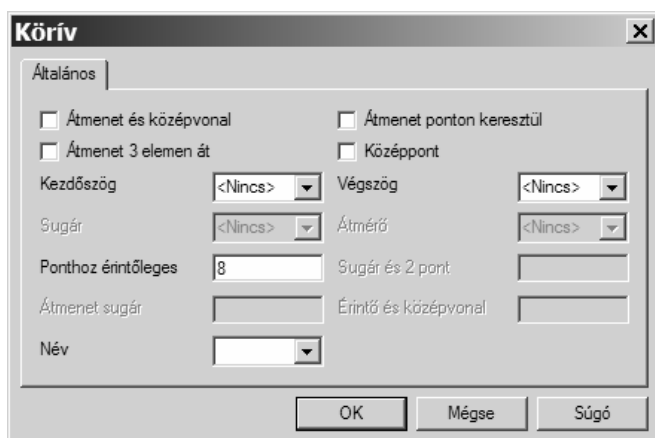 Körív
Általános
Átmenet és középvonal
Átmenet ponton keresztül
Átmenet 3 elemen át
Középpont
Kezdőszög <Nincs> Végszög <Nincs>
Sugár <Nincs> Átmérő <Nincs>
Ponthoz érintőleges 8 Sugár és 2 pont
Átmenet sugár Érintő és középvonal
Név
OK Mégse Súgó